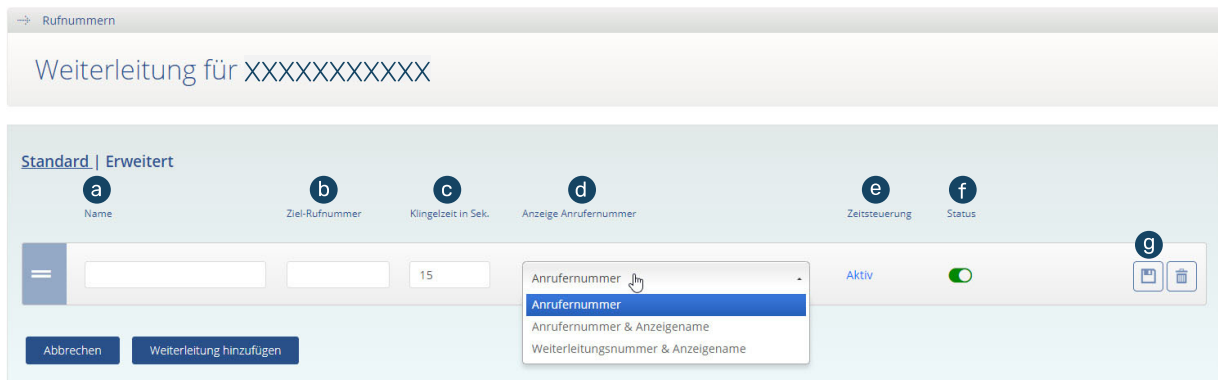 Rufnummern
Weiterleitung für XXXXXXXXXXX
Standard | Erweitert
a b c d e f
Name Ziel-Rufnummer Klingelzeit in Sek. Anzeige Anrufernummer Zeitsteuerung Status
g
15 Anrufernummer Aktiv
Anrufernummer
Anrufernummer & Anzeigename
Weiterleitungsnummer & Anzeigename
Abbrechen Weiterleitung hinzufügen